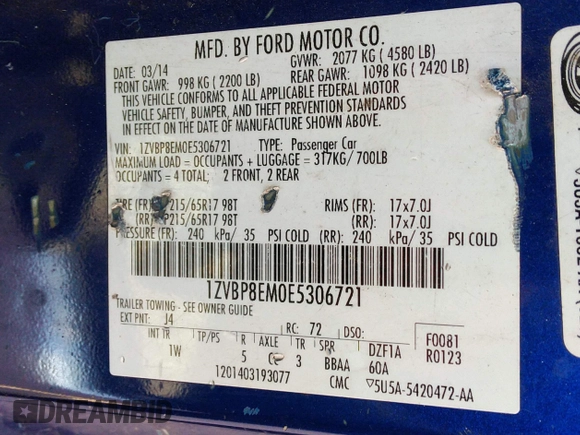 MFD. BY FORD MOTOR CO.
DATE: 03/14 GVWR: 2077 KG ( 4580 LB)
FRONT GAWR: 998 KG ( 2200 LB) REAR GAWR: 1098 KG ( 2420 LB)
THIS VEHICLE CONFORMS TO ALL APPLICABLE FEDERAL MOTOR
VEHICLE SAFETY, BUMPER, AND THEFT PREVENTION STANDARDS
IN EFFECT ON THE DATE OF MANUFACTURE SHOWN ABOVE.
VIN: 1ZVBP8EM0E5306721 TYPE: Passenger Car
MAXIMUM LOAD = OCCUPANTS + LUGGAGE = 317KG/ 700LB
OCCUPANTS = 4 TOTAL; 2 FRONT, 2 REAR
TIRE (FR): P215/65R17 98T RIMS (FR): 17x7.0J
(RR): P215/65R17 98T (RR): 17x7.0J
PRESSURE (FR): 240 kPa/ 35 PSI COLD (RR): 240 kPa/ 35 PSI COLD
1ZVBP8EM0E5306721
TRAILER TOWING - SEE OWNER GUIDE
EXT PNT: J4 RC: 72 DSO: F0081
INT TR TP/PS R AXLE TR SPR DZF1A R0123
1W 5 C 3 BBAA 60A
1201403193077 CMC ▽5U5A-5420472-AA
DREAMBID